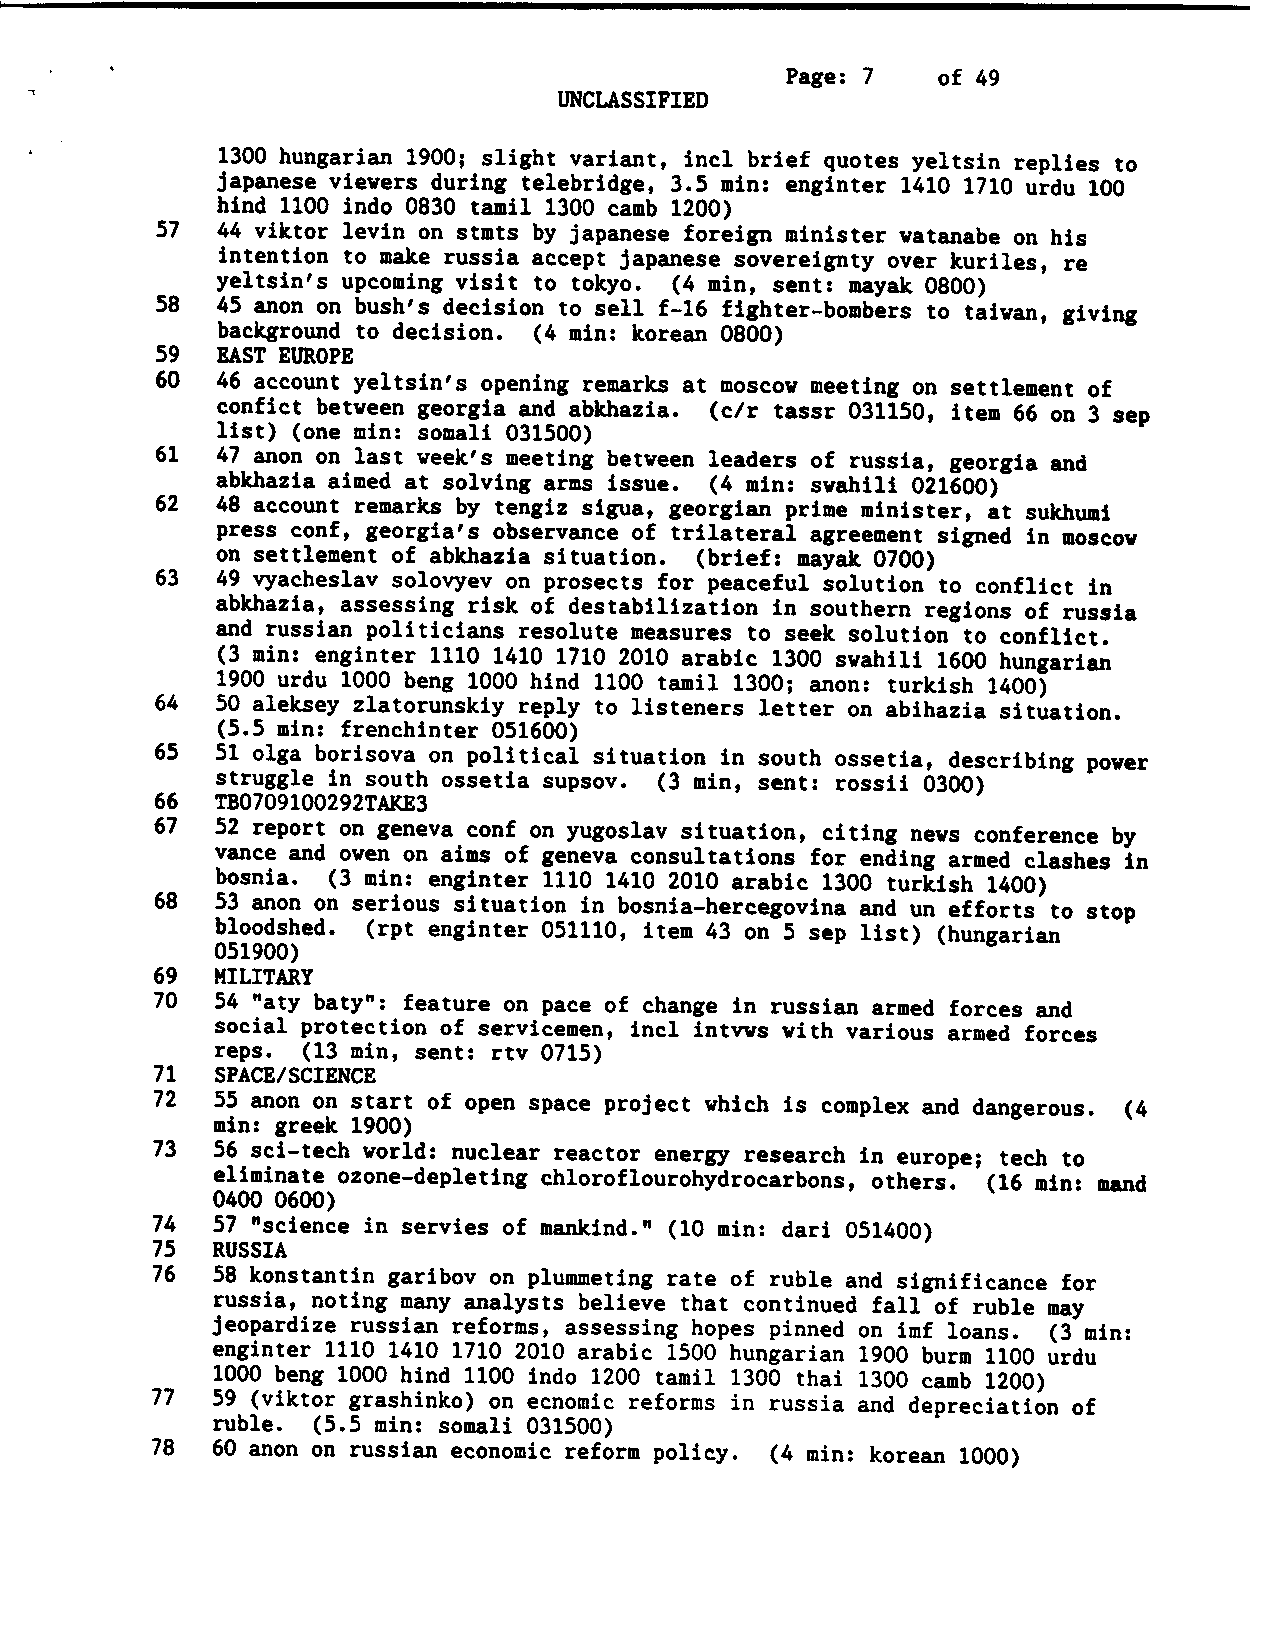 Page: 7 of 49
UNCLASSIFIED
1300 hungarian 1900; slight variant, incl brief quotes yeltsin replies to
japanese viewers during telebridge, 3.5 min: enginter 1410 1710 urdu 100
hind 1100 indo 0830 tamil 1300 camb 1200)
57 44 viktor levin on stmts by japanese foreign minister watanabe on his
intention to make russia accept japanese sovereignty over kuriles, re
yeltsin's upcoming visit to tokyo. (4 min, sent: mayak 0800)
58 45 anon on bush's decision to sell f-16 fighter-bombers to taiwan, giving
background to decision. (4 min: korean 0800)
59 EAST EUROPE
60 46 account yeltsin's opening remarks at moscow meeting on settlement of
confict between georgia and abkhazia. (c/r tassr 031150, item 66 on 3 sep
list) (one min: somali 031500)
61 47 anon on last week's meeting between leaders of russia, georgia and
abkhazia aimed at solving arms issue. (4 min: swahili 021600)
62 48 account remarks by tengiz sigua, georgian prime minister, at sukhumi
press conf, georgia's observance of trilateral agreement signed in moscow
on settlement of abkhazia situation. (brief: mayak 0700)
63 49 vyacheslav solovyev on prosects for peaceful solution to conflict in
abkhazia, assessing risk of destabilization in southern regions of russia
and russian politicians resolute measures to seek solution to conflict.
(3 min: enginter 1110 1410 1710 2010 arabic 1300 swahili 1600 hungarian
1900 urdu 1000 beng 1000 hind 1100 tamil 1300; anon: turkish 1400)
64 50 aleksey zlatorunskiy reply to listeners letter on abihazia situation.
(5.5 min: frenchinter 051600)
65 51 olga borisova on political situation in south ossetia, describing power
struggle in south ossetia supsov. (3 min, sent: rossii 0300)
66 TB0709100292TAKE3
67 52 report on geneva conf on yugoslav situation, citing news conference by
vance and owen on aims of geneva consultations for ending armed clashes in
bosnia. (3 min: enginter 1110 1410 2010 arabic 1300 turkish 1400)
68 53 anon on serious situation in bosnia-hercegovina and un efforts to stop
bloodshed. (rpt enginter 051110, item 43 on 5 sep list) (hungarian
051900)
69 MILITARY
70 54 "aty baty": feature on pace of change in russian armed forces and
social protection of servicemen, incl intvws with various armed forces
reps. (13 min, sent: rtv 0715)
71 SPACE/SCIENCE
72 55 anon on start of open space project which is complex and dangerous. (4
min: greek 1900)
73 56 sci-tech world: nuclear reactor energy research in europe; tech to
eliminate ozone-depleting chloroflourohydrocarbons, others. (16 min: mand
0400 0600)
74 57 "science in servies of mankind." (10 min: dari 051400)
75 RUSSIA
76 58 konstantin garibov on plummeting rate of ruble and significance for
russia, noting many analysts believe that continued fall of ruble may
jeopardize russian reforms, assessing hopes pinned on imf loans. (3 min:
enginter 1110 1410 1710 2010 arabic 1500 hungarian 1900 burm 1100 urdu
1000 beng 1000 hind 1100 indo 1200 tamil 1300 thai 1300 camb 1200)
77 59 (viktor grashinko) on ecnomic reforms in russia and depreciation of
ruble. (5.5 min: somali 031500)
78 60 anon on russian economic reform policy. (4 min: korean 1000)